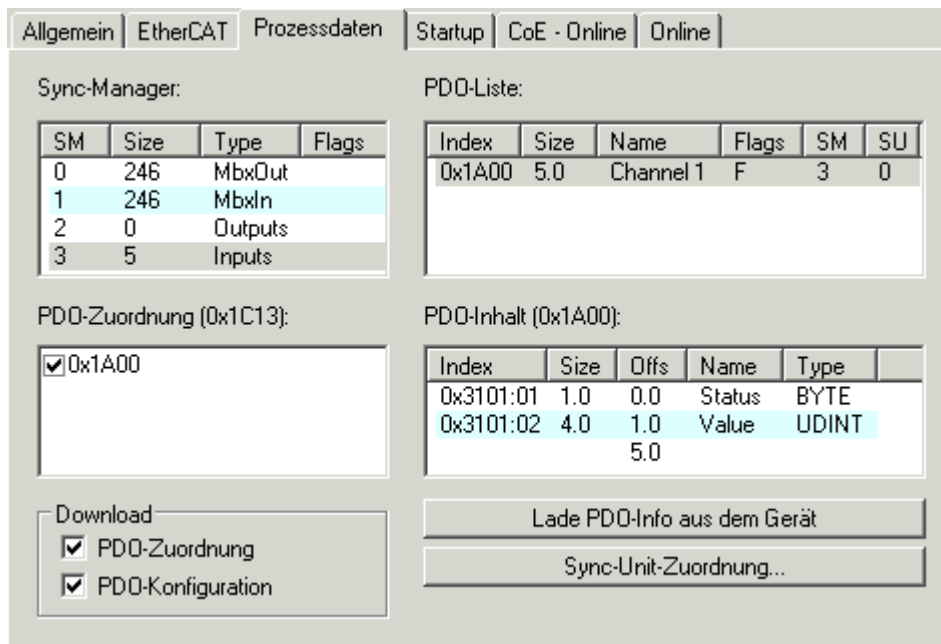 Allgemein EtherCAT Prozessdaten Startup CoE - Online Online
Sync-Manager:
SM Size Type Flags
0 246 MbxOut
1 246 MbxIn
2 0 Outputs
3 5 Inputs
PDO-Liste:
Index Size Name Flags SM SU
0x1A00 5.0 Channel 1 F 3 0
PDO-Zuordnung (0x1C13):
0x1A00
PDO-Inhalt (0x1A00):
Index Size Offs Name Type
0x3101:01 1.0 0.0 Status BYTE
0x3101:02 4.0 1.0 Value UDINT
5.0
Download
PDO-Zuordnung
PDO-Konfiguration
Lade PDO-Info aus dem Gerät
Sync-Unit-Zuordnung...